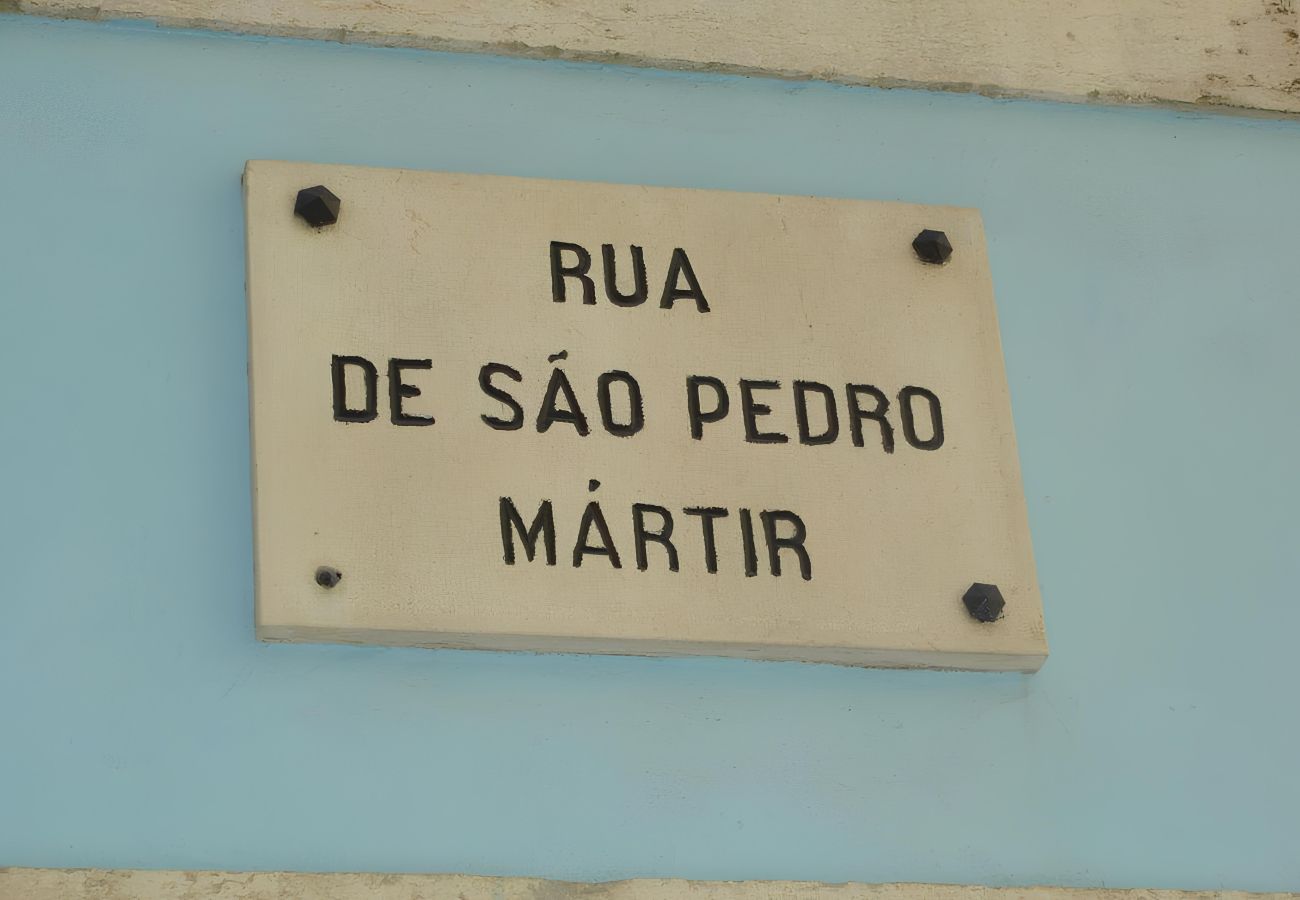 RUA
DE SÃO PEDRO
MÁRTIR